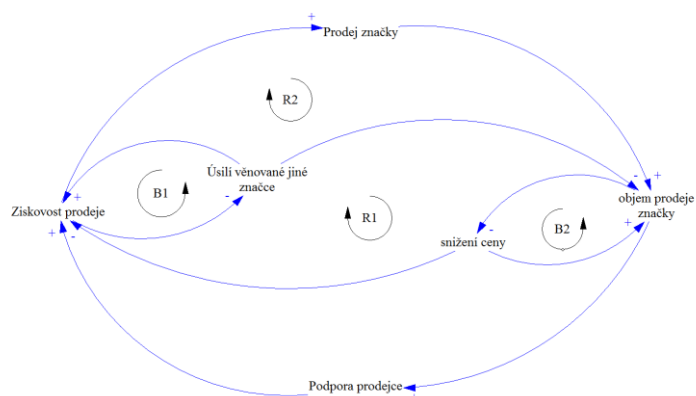 +
+
Prodej značky
R2
Úsilí věnované jiné
značce
B1
+
-
-
+
-
objem prodeje
značky
Ziskovost prodeje
+
-
R1
-
snížení ceny
B2
+
Podpora prodejce